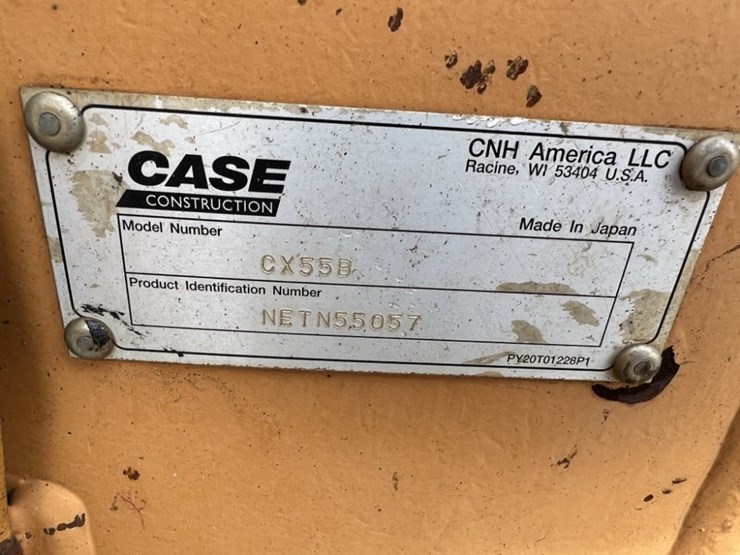 CASE
CONSTRUCTION
CNH America LLC
Racine, WI 53404 U.S.A.
Model Number
Made In Japan
CX55B
Product Identification Number
NETN55057
PY20T01228P1